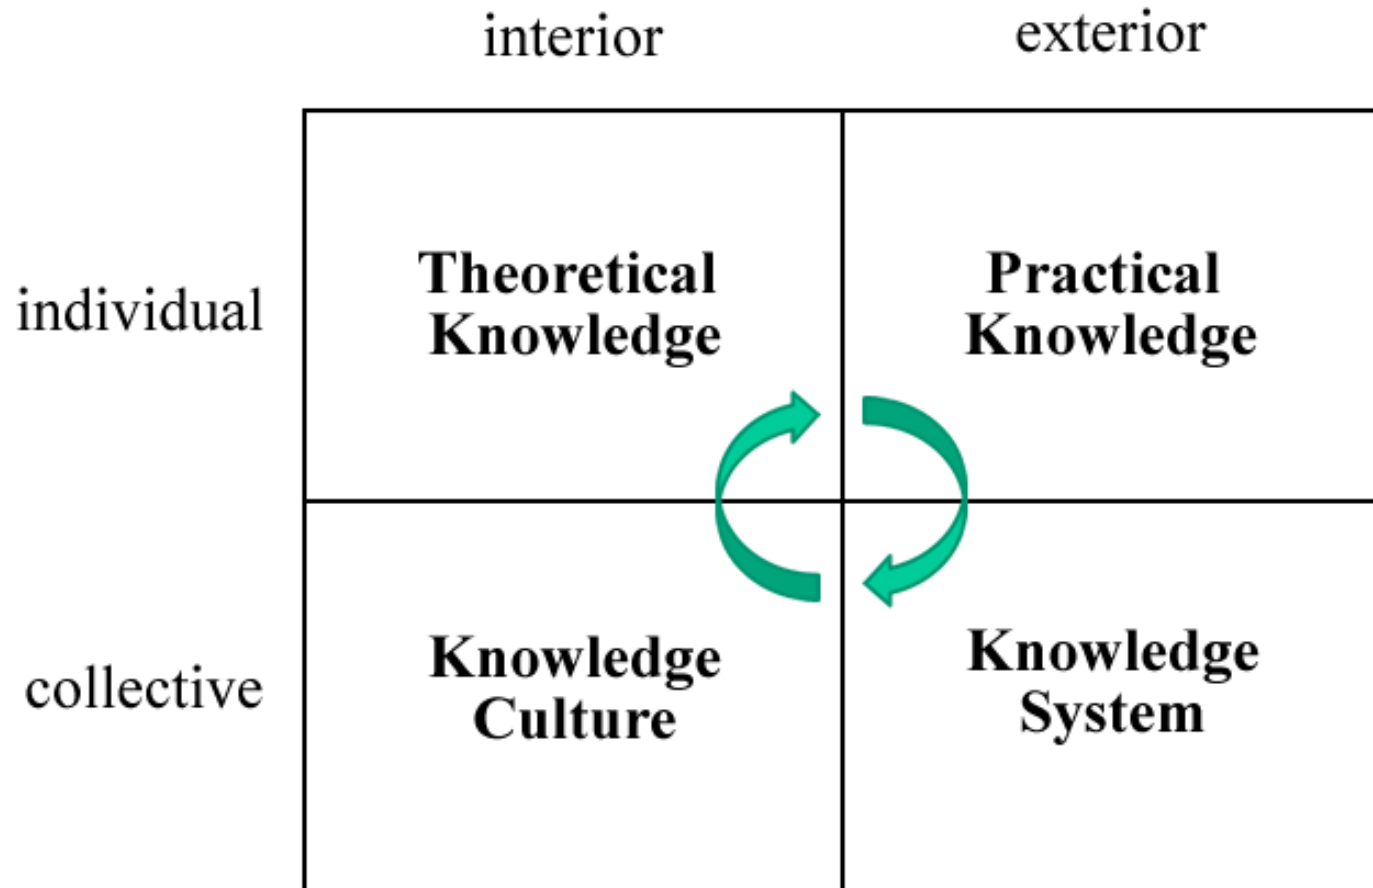 interior
exterior
individual
Theoretical
Knowledge
Practical
Knowledge
collective
Knowledge
Culture
Knowledge
System